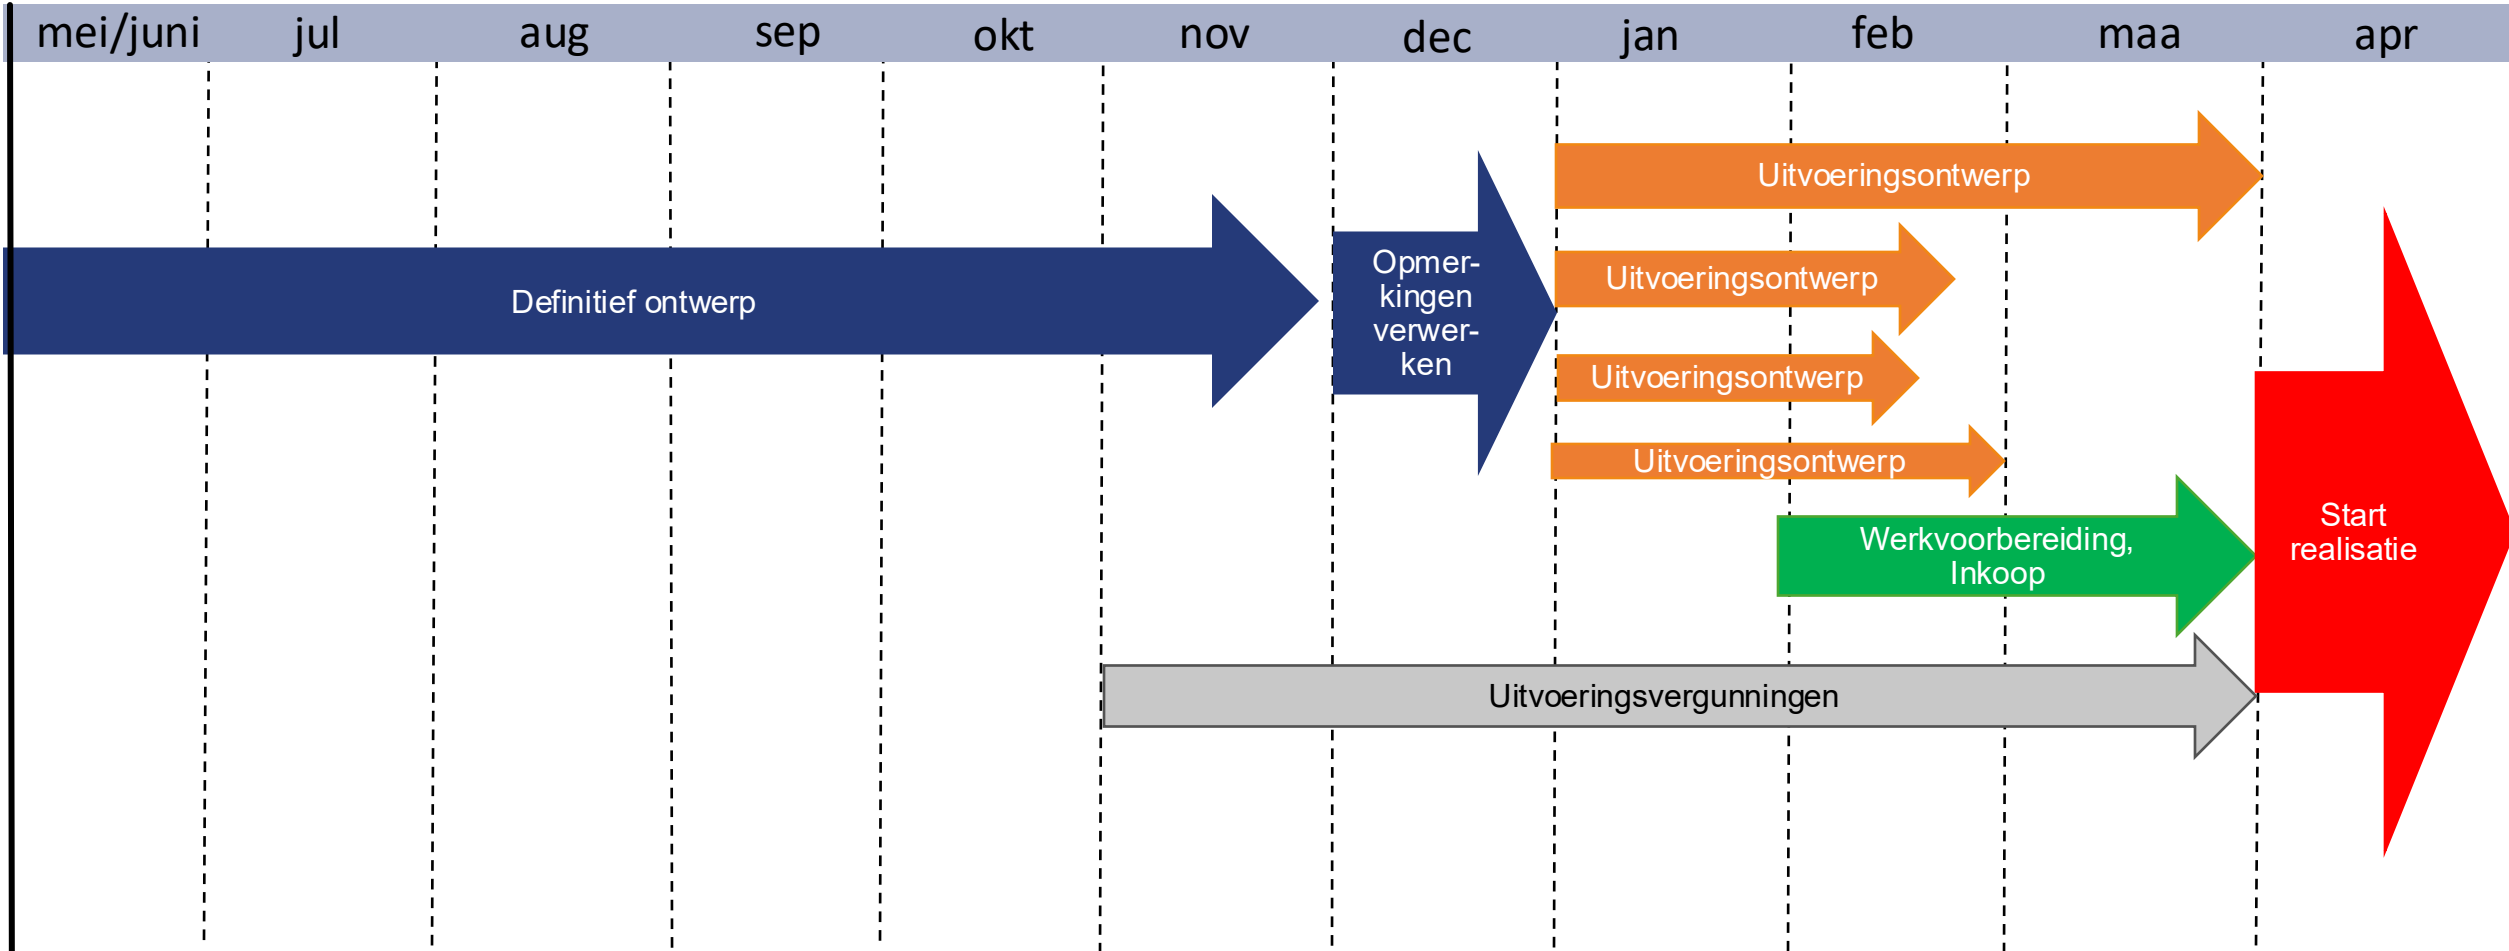 mei/juni jul aug sep okt nov dec jan feb maa apr
Uitvoeringsontwerp
Definitief ontwerp
Opmer-
kingen
verwer-
ken
Uitvoeringsontwerp
Uitvoeringsontwerp
Uitvoeringsontwerp
Werkvoorbereiding,
Inkoop
Start
realisatie
Uitvoeringsvergunningen